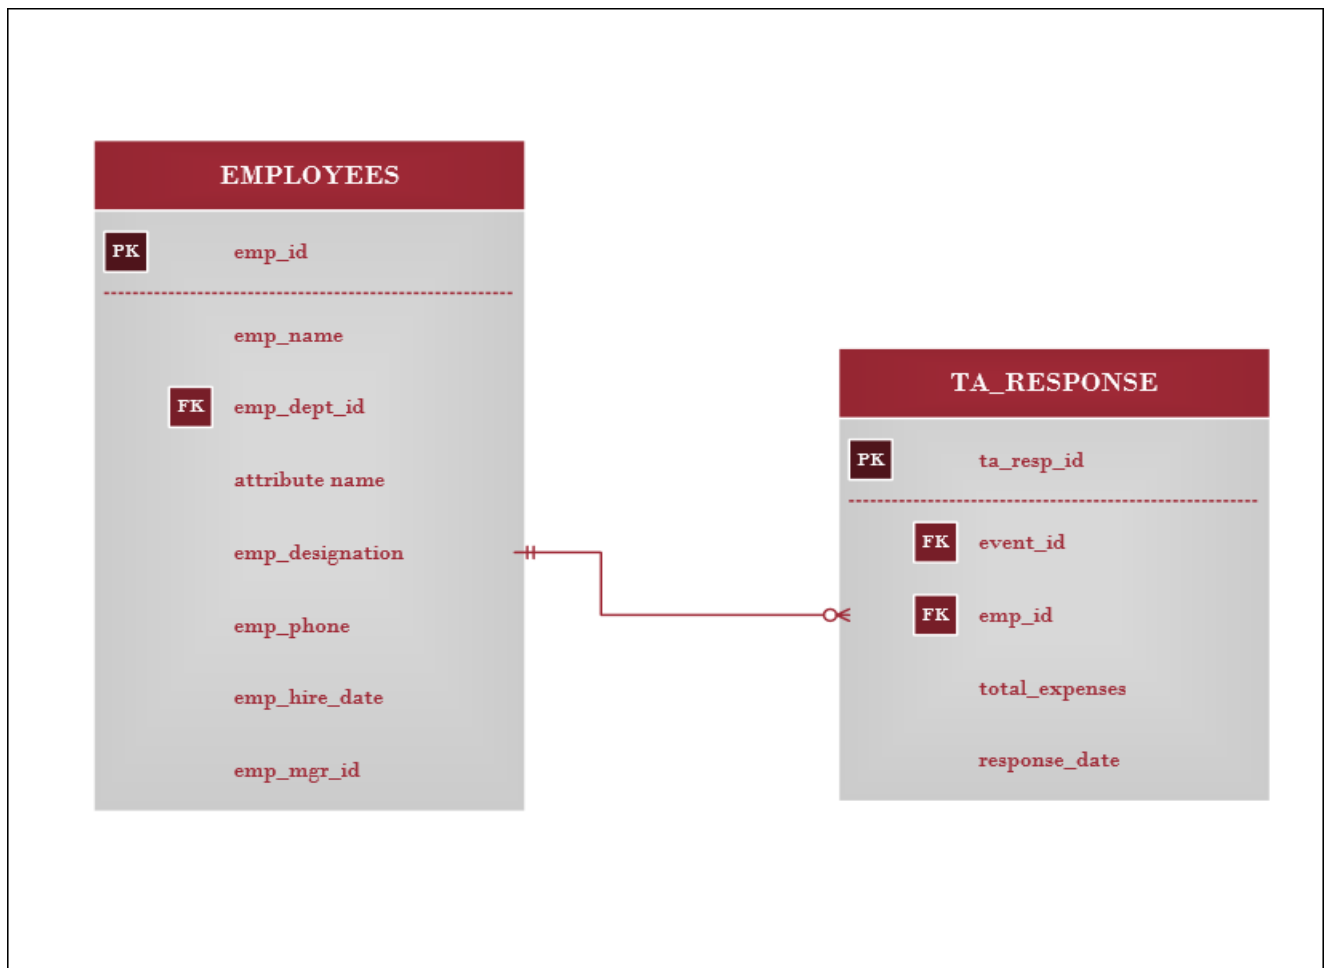 EMPLOYEES
PK emp_id
emp_name
FK emp_dept_id
attribute name
emp_designation
emp_phone
emp_hire_date
emp_mgr_id
TA_RESPONSE
PK ta_resp_id
FK event_id
FK emp_id
total_expenses
response_date